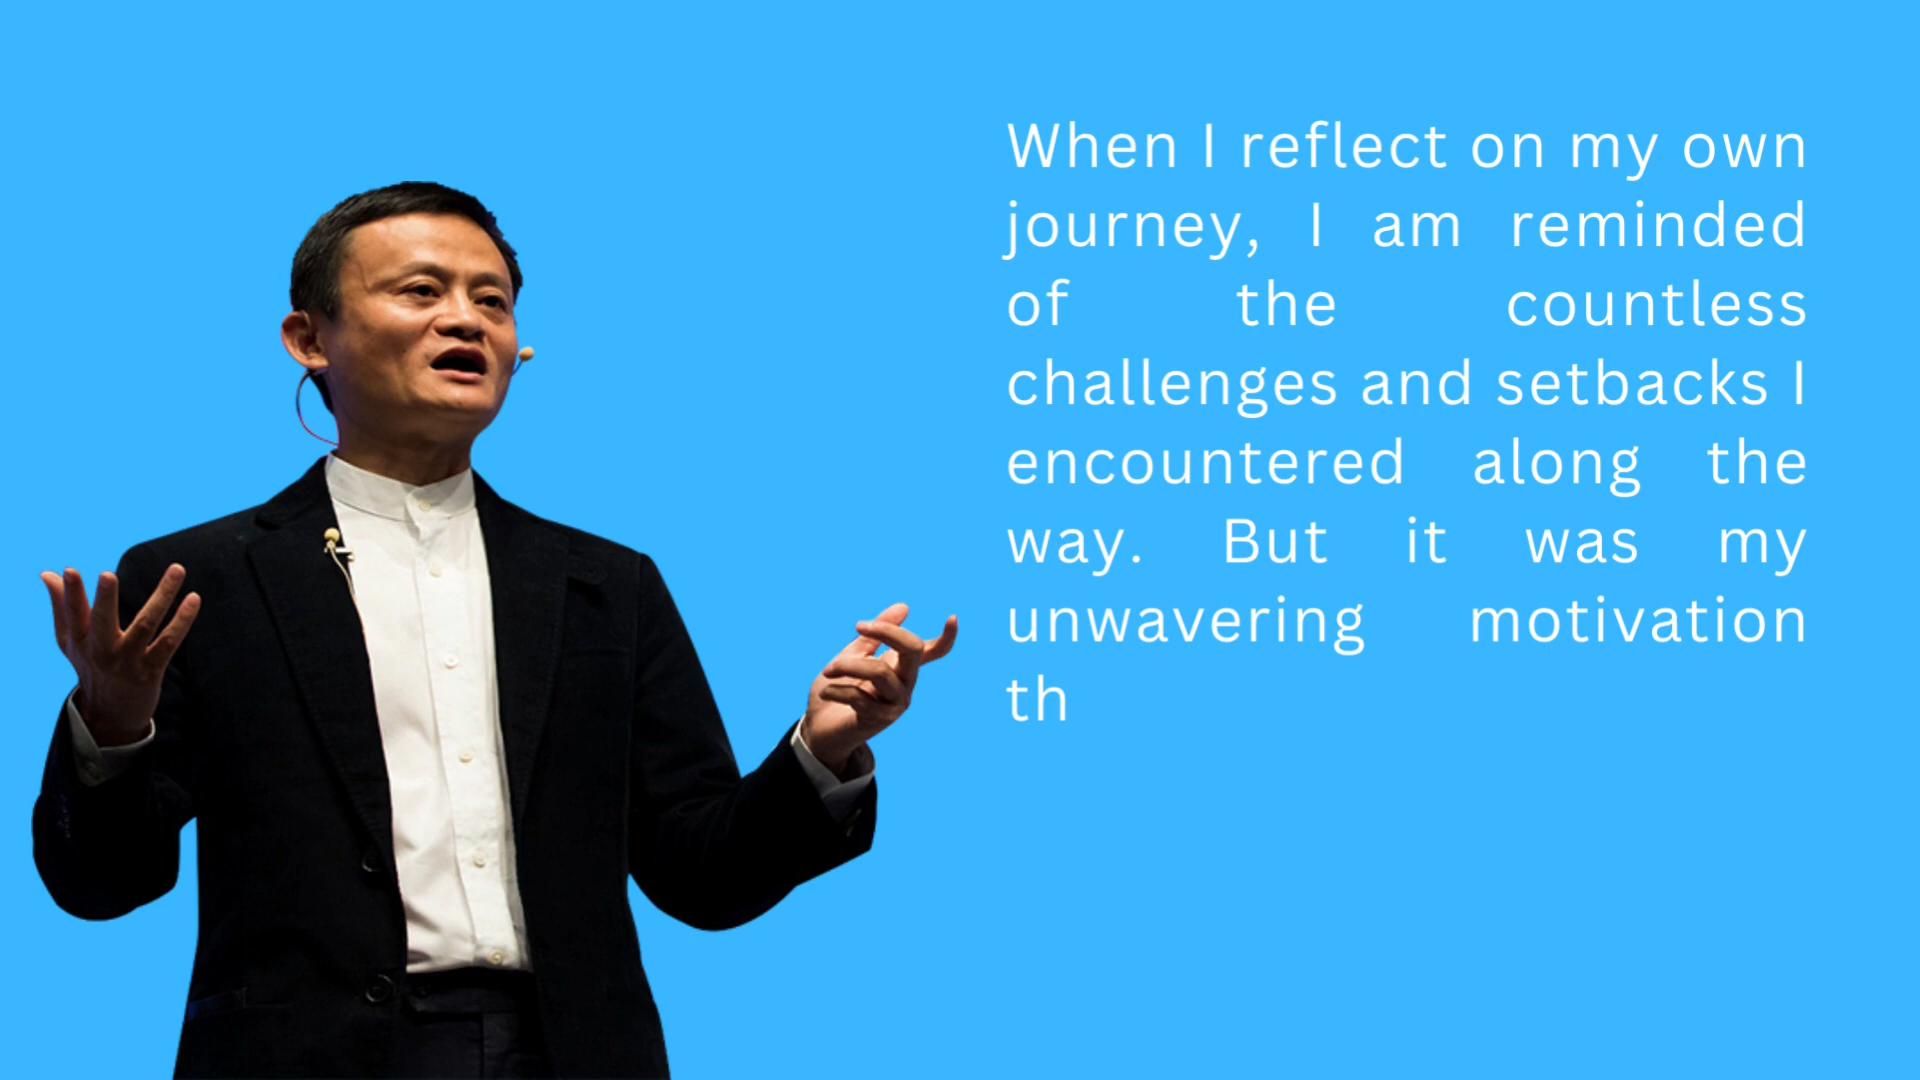 When I reflect on my own
journey, I am reminded
of the countless
challenges and setbacks I
encountered along the
way. But it was my
unwavering motivation
th